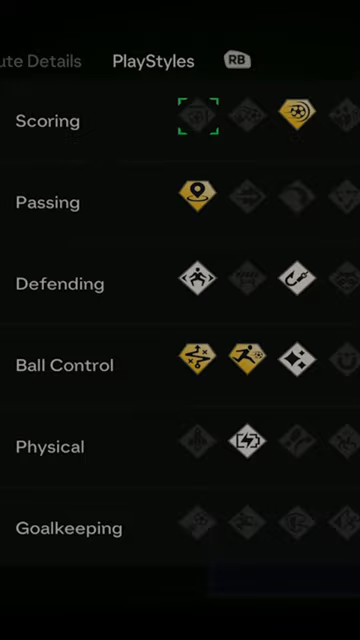 ute Details PlayStyles RB
Scoring
Passing
Defending
Ball Control
Physical
Goalkeeping